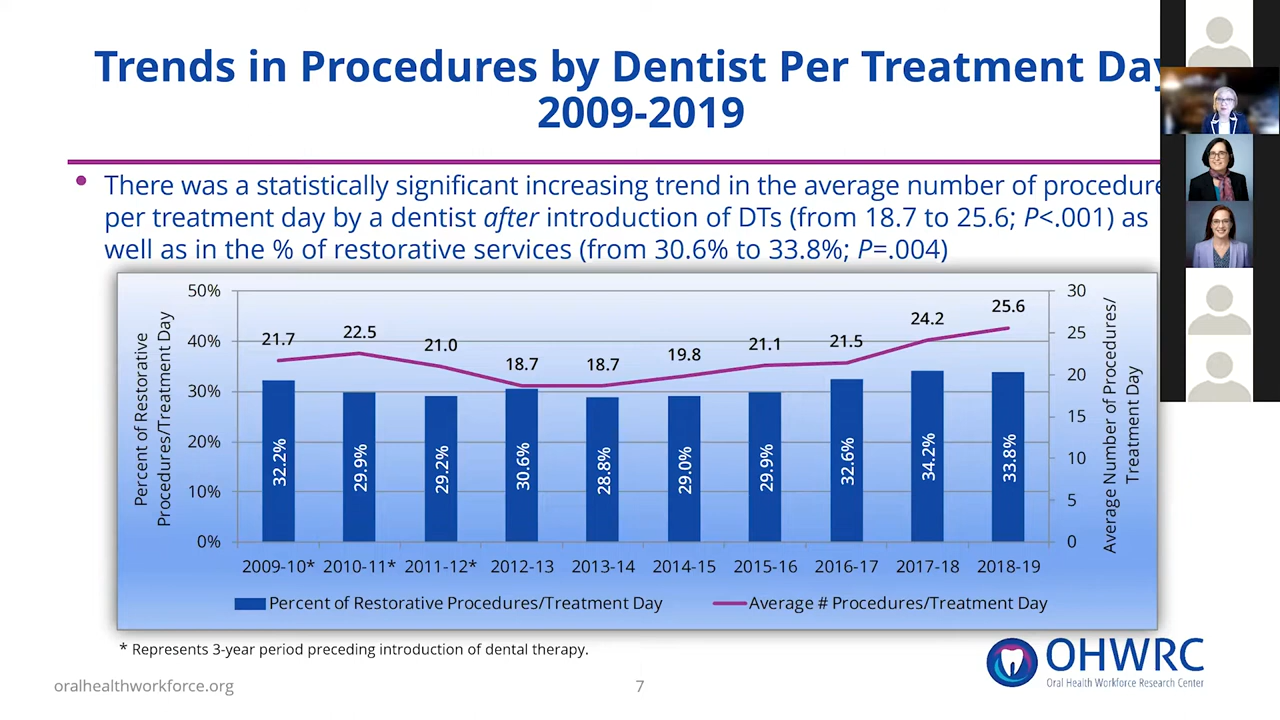 Trends in Procedures by Dentist Per Treatment Day
2009-2019
There was a statistically significant increasing trend in the average number of procedure
per treatment day by a dentist after introduction of DTs (from 18.7 to 25.6; P<.001) as
well as in the % of restorative services (from 30.6% to 33.8%; P=.004)
Percent of Restorative
Procedures/Treatment Day
50%
40%
30%
20%
10%
0%
21.7
22.5
21.0
18.7
18.7
19.8
21.1
21.5
24.2
25.6
32.2%
29.9%
29.2%
30.6%
28.8%
29.0%
29.9%
32.6%
34.2%
33.8%
30
25
20
15
10
5
0
Average Number of Procedures/
Treatment Day
2009-10* 2010-11* 2011-12* 2012-13 2013-14 2014-15 2015-16 2016-17 2017-18 2018-19
Percent of Restorative Procedures/Treatment Day
Average # Procedures/Treatment Day
* Represents 3-year period preceding introduction of dental therapy.
OHWRC
Oral Health Workforce Research Center
oralhealthworkforce.org
7